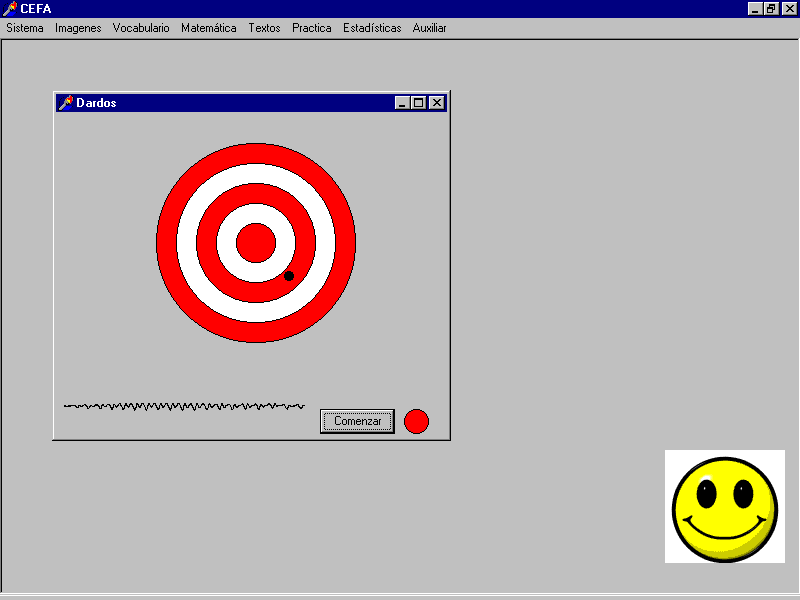 CEFA
Sistema Imagenes Vocabulario Matemática Textos Practica Estadísticas Auxiliar
Dardos
Comenzar